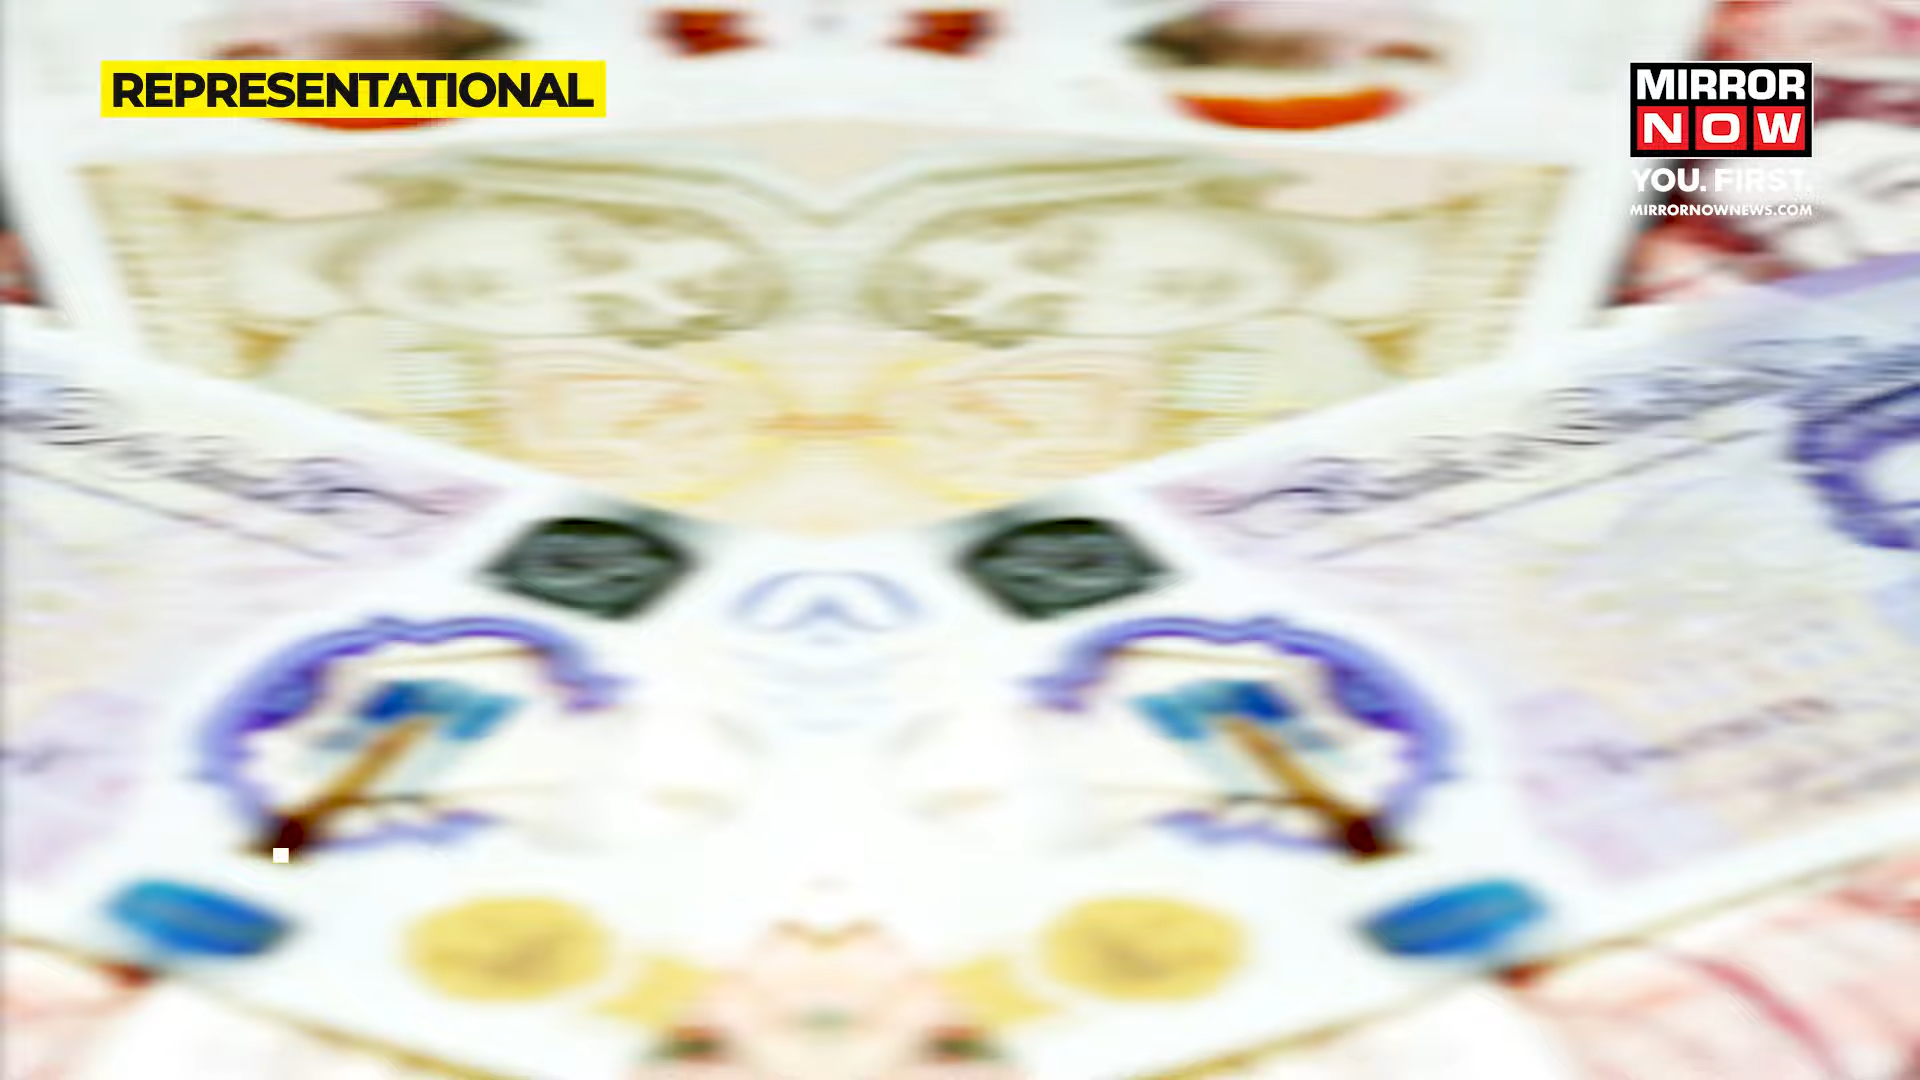 REPRESENTATIONAL
MIRROR
NOW
YOU. FIRST.
MIRRORNOWNEWS.COM